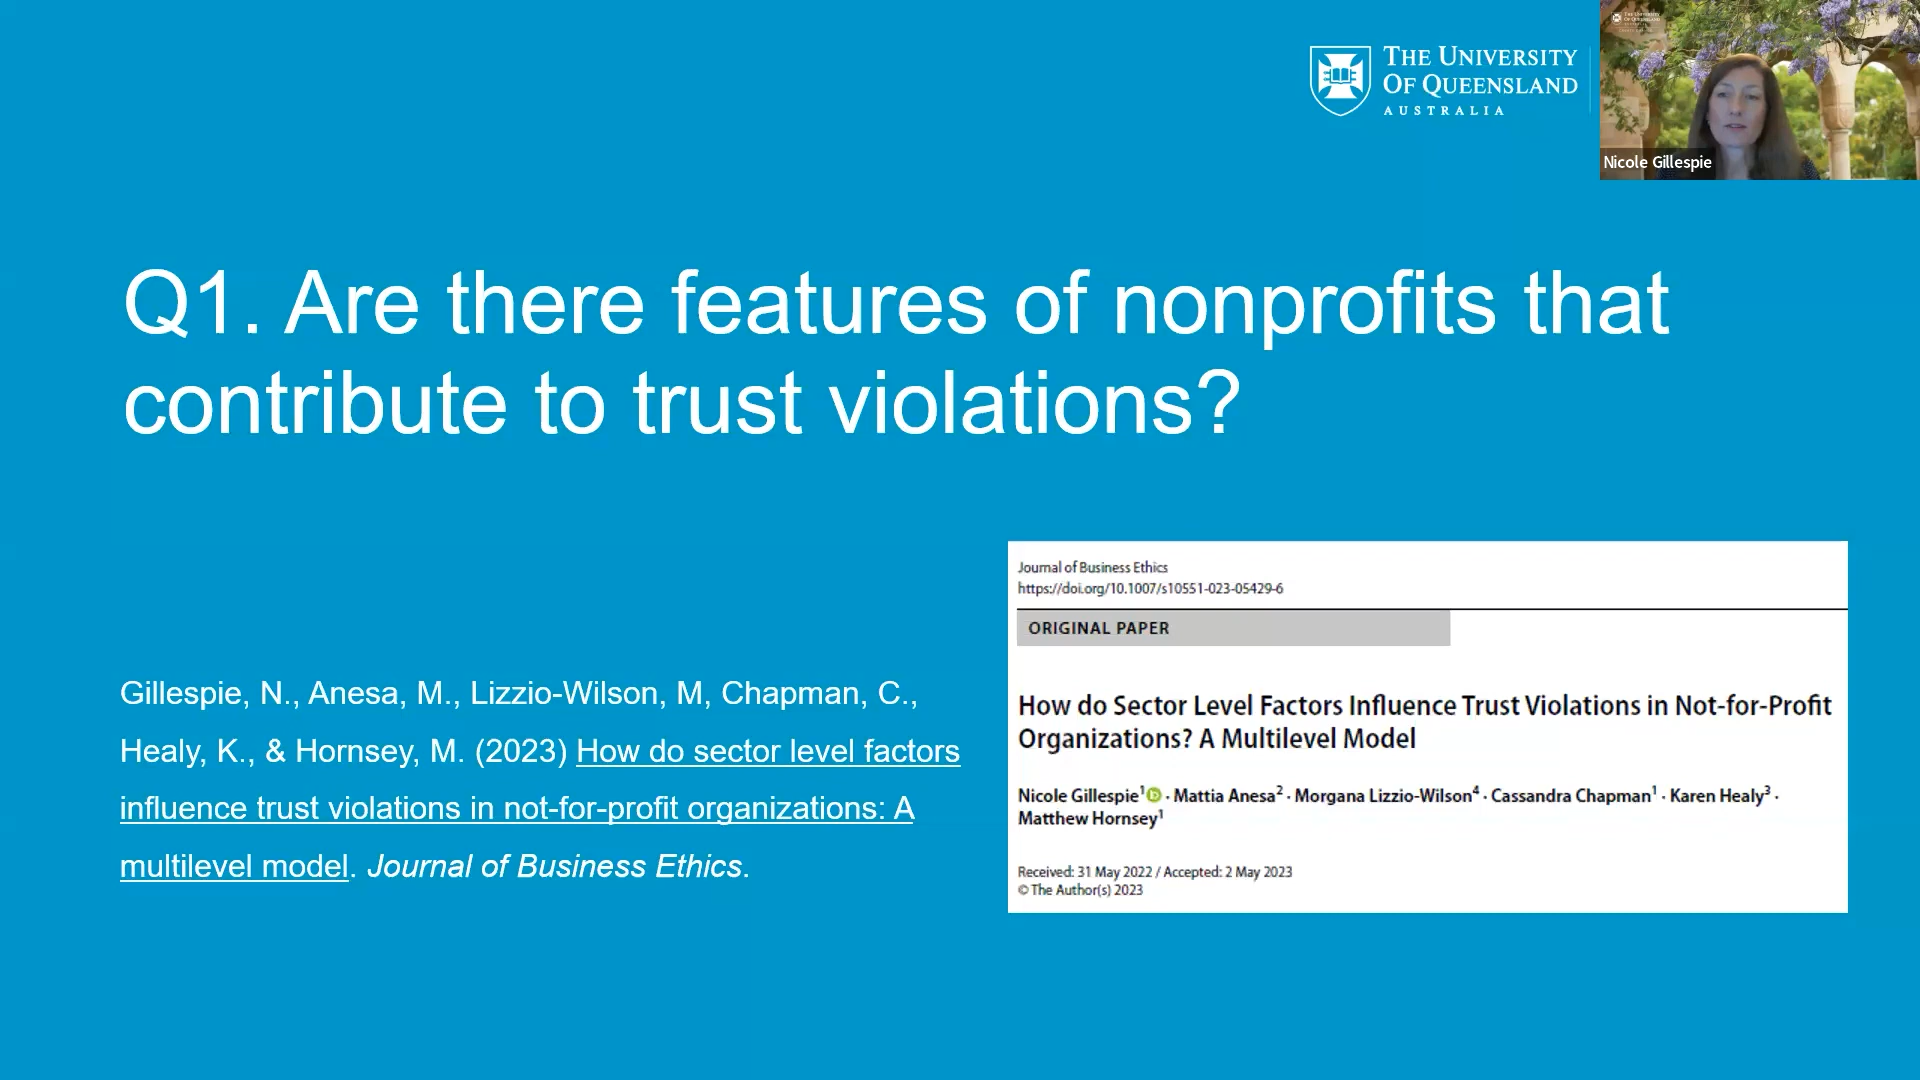 THE UNIVERSITY
OF QUEENSLAND
AUSTRALIA
Nicole Gillespie
Q1. Are there features of nonprofits that
contribute to trust violations?
Gillespie, N., Anesa, M., Lizzio-Wilson, M, Chapman, C.,
Healy, K., & Hornsey, M. (2023) How do sector level factors
influence trust violations in not-for-profit organizations: A
multilevel model. Journal of Business Ethics.
Journal of Business Ethics
https://doi.org/10.1007/s10551-023-05429-6
ORIGINAL PAPER
How do Sector Level Factors Influence Trust Violations in Not-for-Profit
Organizations? A Multilevel Model
Nicole Gillespie1 · Mattia Anesa2 · Morgana Lizzio-Wilson4 · Cassandra Chapman1 · Karen Healy3 ·
Matthew Hornsey1
Received: 31 May 2022 / Accepted: 2 May 2023
© The Author(s) 2023